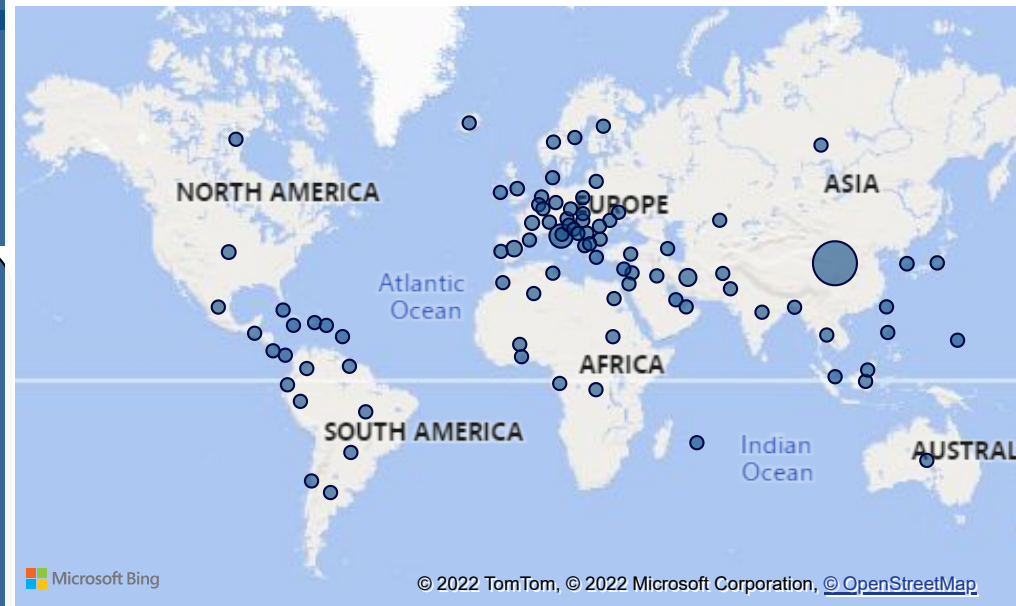 NORTH AMERICA
ASIA
UROPE
Atlantic
Ocean
AFRICA
SOUTH AMERICA
Indian
Ocean
AUSTRAL
Microsoft Bing
© 2022 TomTom, © 2022 Microsoft Corporation, © OpenStreetMap